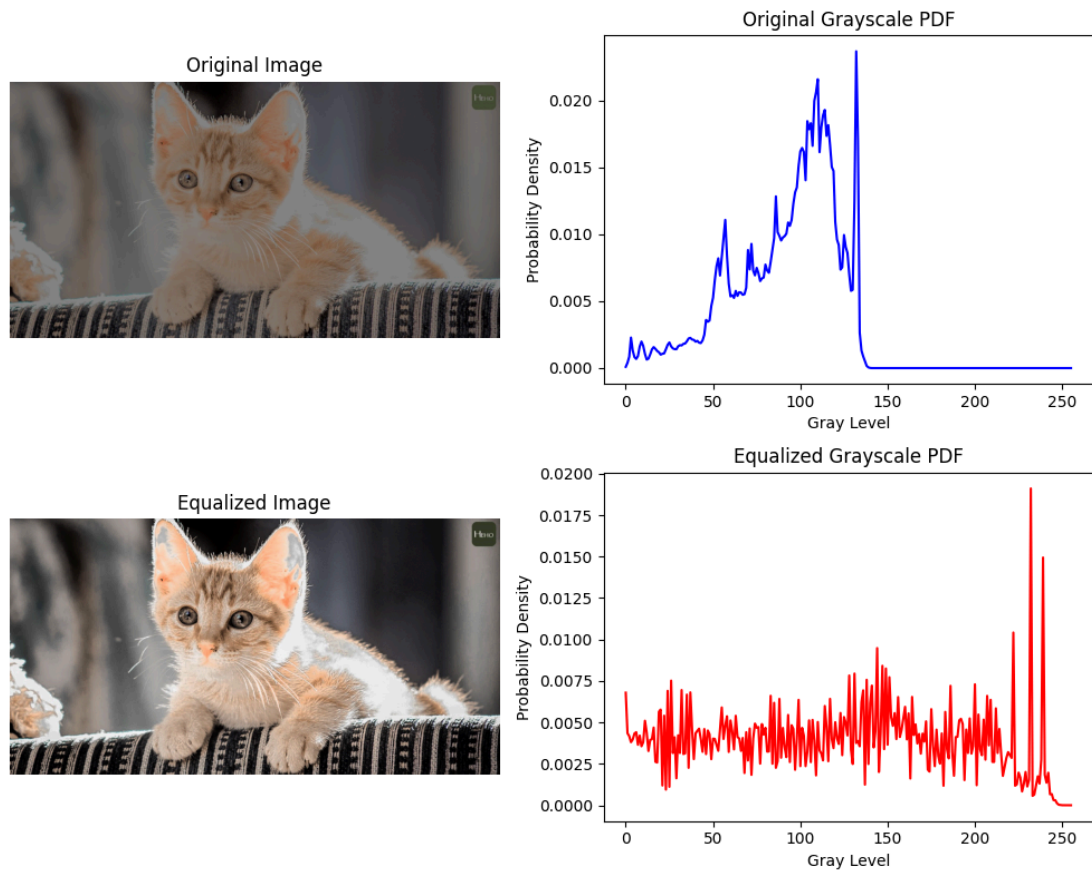 Original Image
HEHO
Original Grayscale PDF
Probability Density
0.020
0.015
0.010
0.005
0.000
0 50 100 150 200 250
Gray Level
Equalized Image
HEHO
Equalized Grayscale PDF
Probability Density
0.0200
0.0175
0.0150
0.0125
0.0100
0.0075
0.0050
0.0025
0.0000
0 50 100 150 200 250
Gray Level